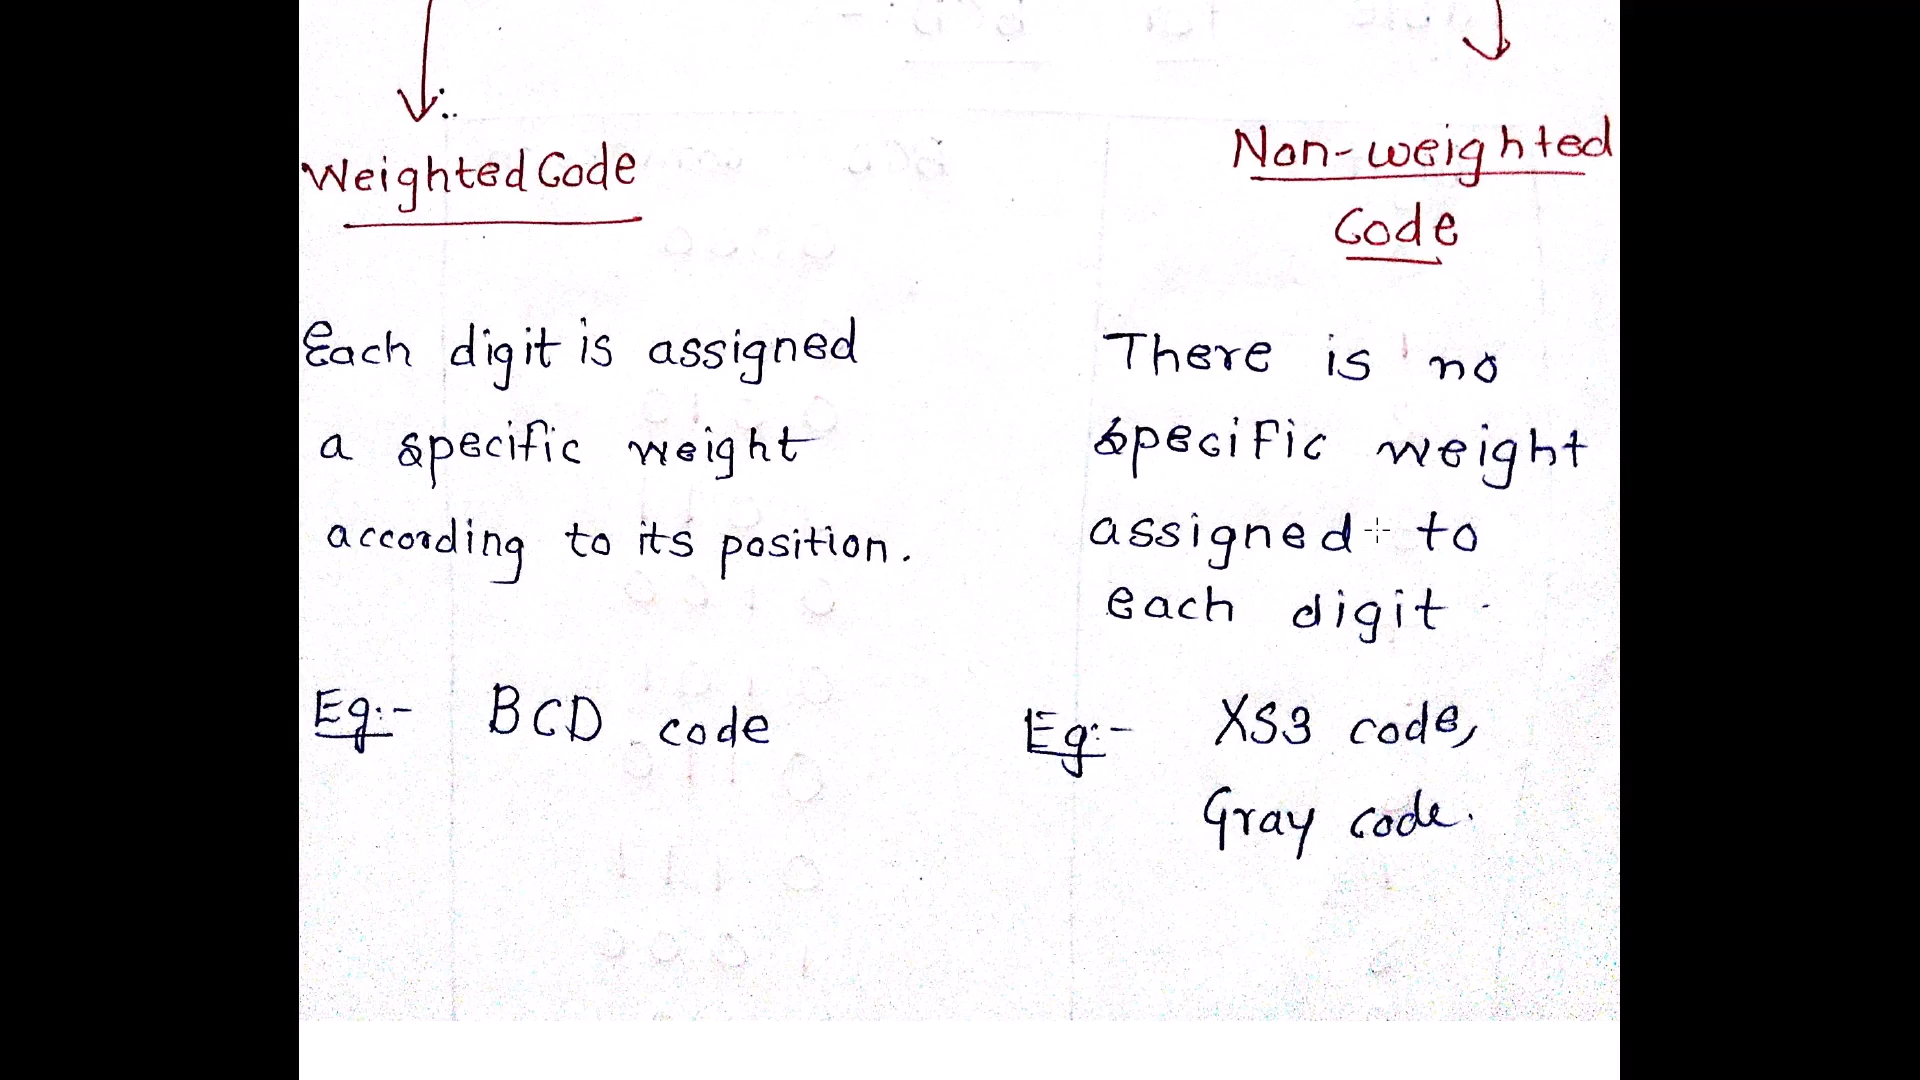 Weighted Code
Each digit is assigned
a specific weight
according to its position.
Eg:- BCD code
Non-weighted
Code
There is no
specific weight
assigned to
each digit.
Eg:- XS3 code,
Gray code.